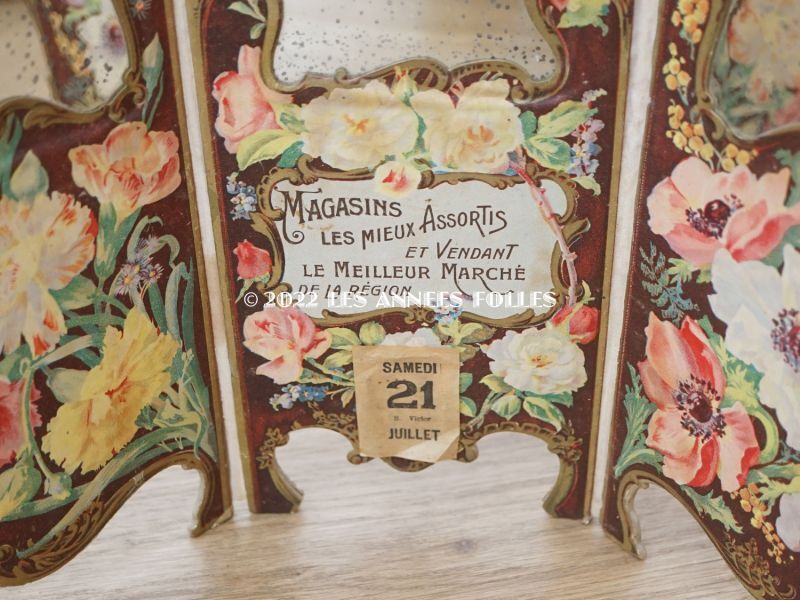 MAGASINS
LES MIEUX ASSORTIS
ET VENDANT
LE MEILLEUR MARCHÉ
DE LA RÉGION
© 2022 LES ANNEES FOLLES
SAMEDI
21
S. Victor
JUILLET